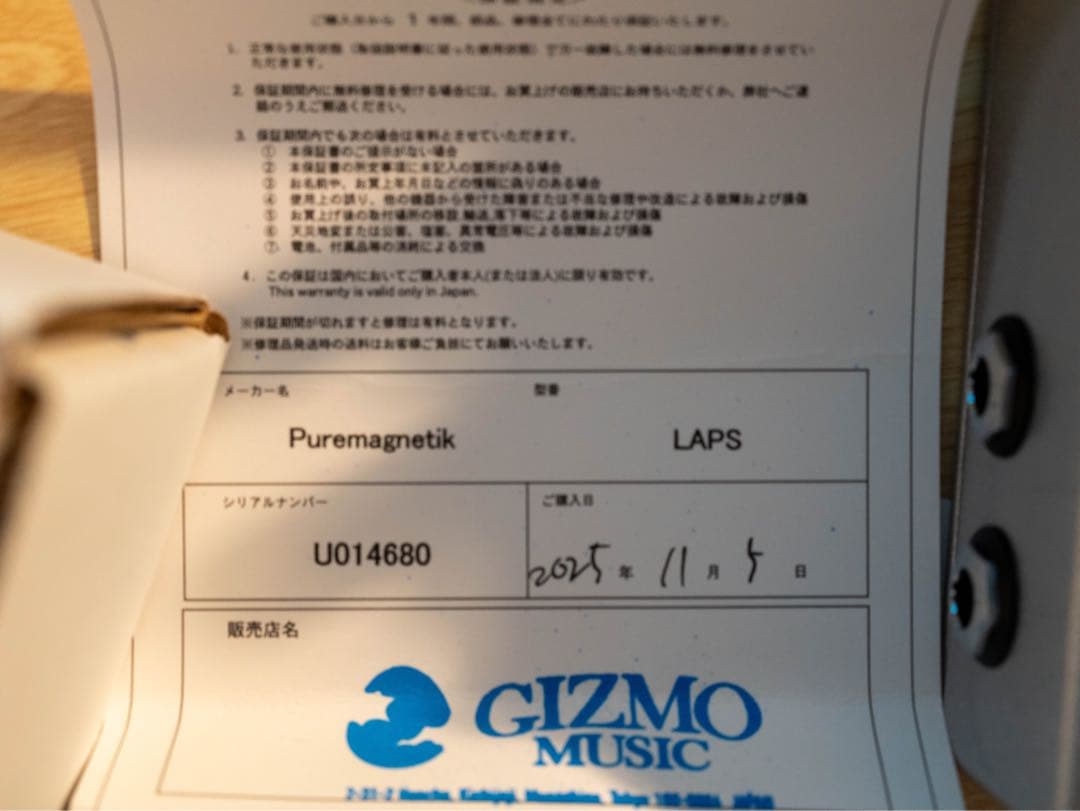 ご購入日から 1 年間、部品、修理全てにわたり保証いたします。
1. 正常な使用状態(取扱説明書に従った使用状態)で万一故障した場合には無料修理をさせてい
ただきます。
2. 保証期間内に無料修理を受ける場合には、お買上げの販売店にお持ちいただくか、弊社へご連
絡のうえご郵送ください。
3. 保証期間内でも次の場合は有料とさせていただきます。
① 本保証書のご提示がない場合
② 本保証書の所定事項に未記入の箇所がある場合
③ お名前や、お買上年月日などの情報に偽りのある場合
④ 使用上の誤り、他の機器から受けた障害または不当な修理や改造による故障および損傷
⑤ お買上げ後の取付場所の移設,輸送,落下等による故障および損傷
⑥ 天災地変または公害、塩害、異常電圧等による故障および損傷
⑦ 電池、付属品等の消耗による交換
4. この保証は国内においてご購入者本人(または法人)に限り有効です。
This warranty is valid only in Japan.
※保証期間が切れますと修理は有料となります。
※修理品発送時の送料はお客様ご負担にてお願いいたします。
メーカー名 型番
Puremagnetik LAPS
シリアルナンバー ご購入日
U014680 2025 年 11 月 5 日
販売店名
GIZMO
MUSIC